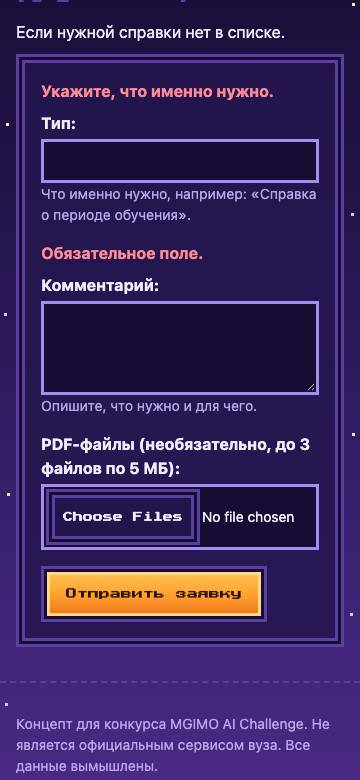 Если нужной справки нет в списке.
Укажите, что именно нужно.
Тип:
Что именно нужно, например: «Справка
о периоде обучения».
Обязательное поле.
Комментарий:
Опишите, что нужно и для чего.
PDF-файлы (необязательно, до 3
файлов по 5 МБ):
Choose Files No file chosen
Отправить заявку
Концепт для конкурса MGIMO AI Challenge. Не
является официальным сервисом вуза. Все
данные вымышлены.